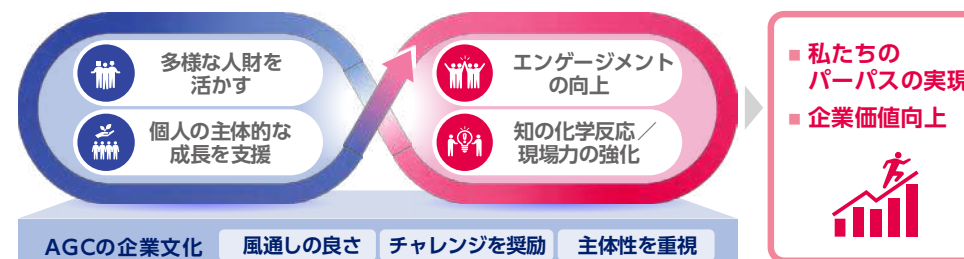 多様な人財を
活かす
個人の主体的な
成長を支援
エンゲージメント
の向上
知の化学反応／
現場力の強化
■ 私たちの
パーパスの実現
■ 企業価値向上
AGCの企業文化 風通しの良さ チャレンジを奨励 主体性を重視